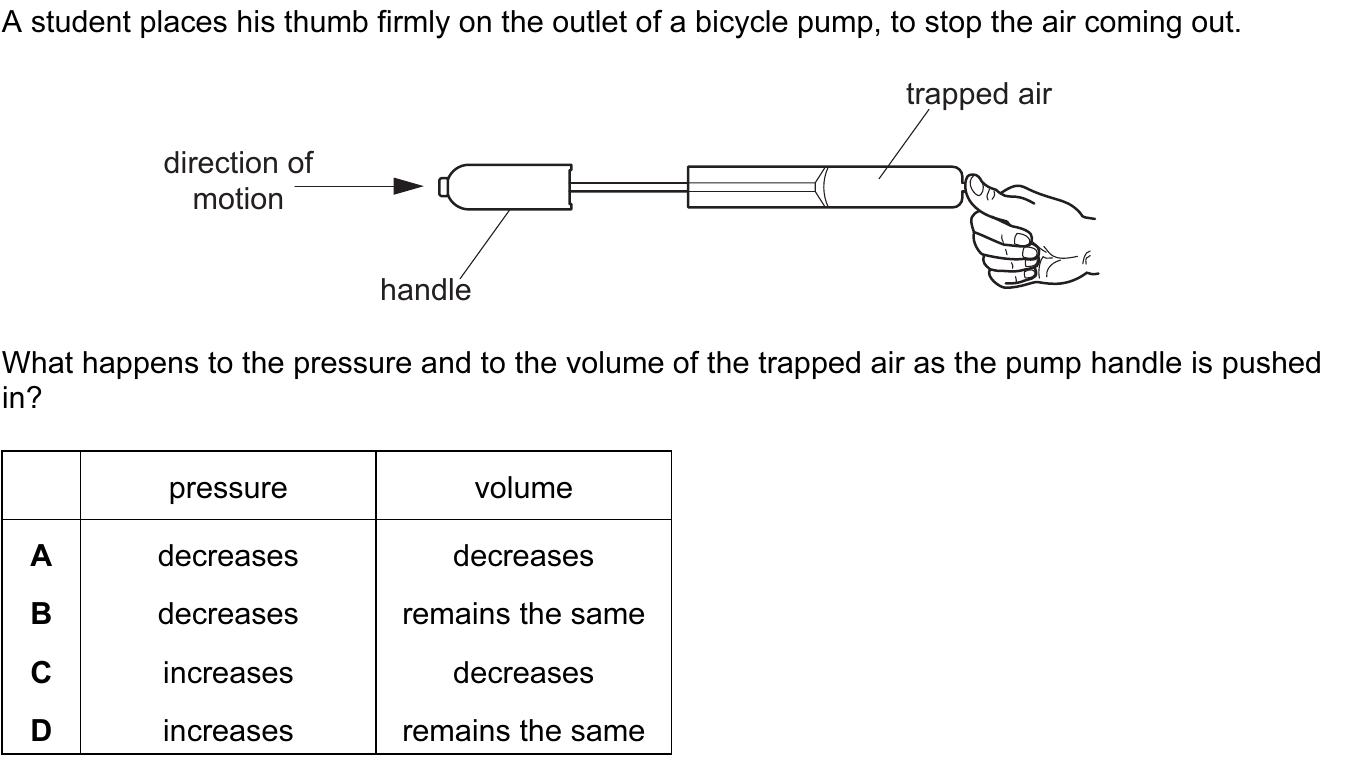 A student places his thumb firmly on the outlet of a bicycle pump, to stop the air coming out.
trapped air
direction of
motion
handle
What happens to the pressure and to the volume of the trapped air as the pump handle is pushed
in?
pressure volume
A decreases decreases
B decreases remains the same
C increases decreases
D increases remains the same